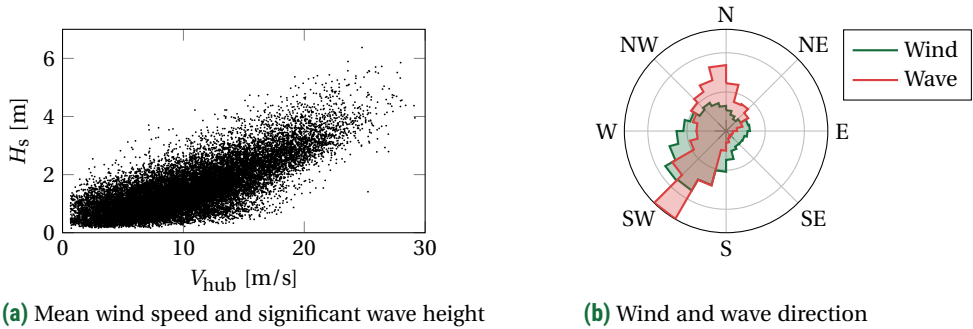 6
4
2
0
H_s [m]
0 10 20 30
V_hub [m/s]
(a) Mean wind speed and significant wave height
N
NW NE
W E
SW SE
S
Wind
Wave
(b) Wind and wave direction